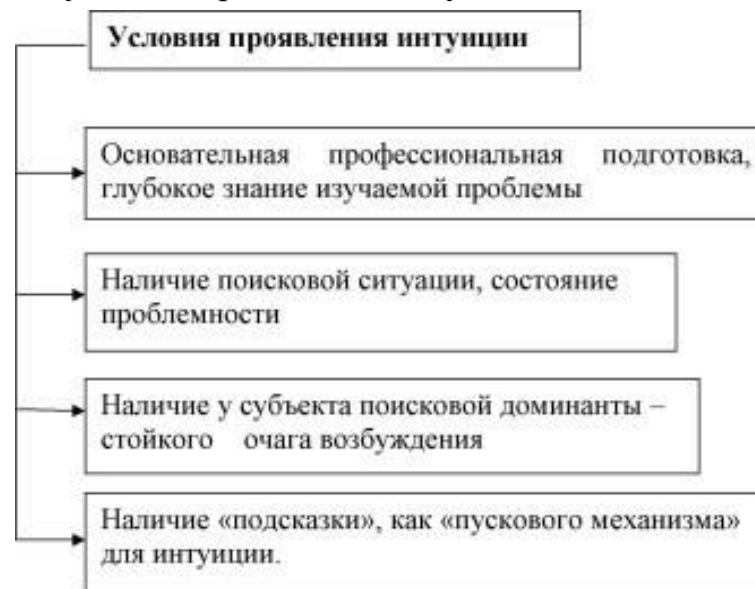 Условия проявления интуиции
Основательная профессиональная подготовка,
глубокое знание изучаемой проблемы
Наличие поисковой ситуации, состояние
проблемности
Наличие у субъекта поисковой доминанты –
стойкого очага возбуждения
Наличие «подсказки», как «пускового механизма»
для интуиции.